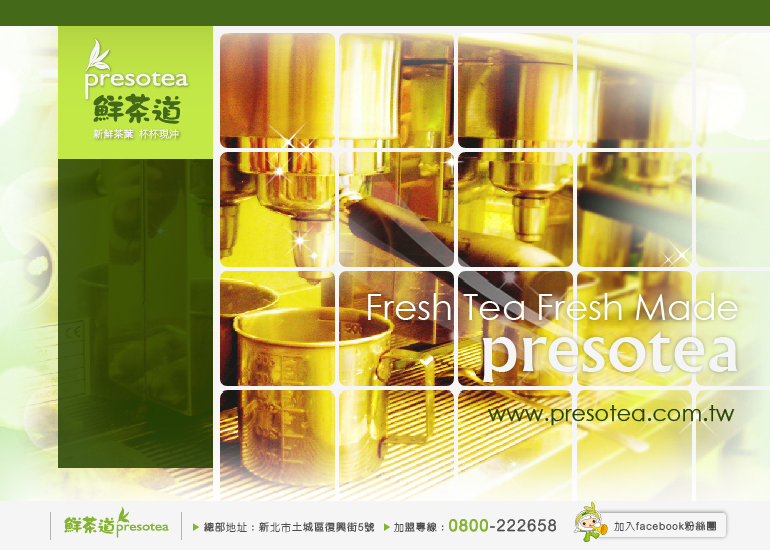 presotea
鮮茶道
新鮮茶葉 杯杯現沖
Fresh Tea Fresh Made
presotea
www.presotea.com.tw
鮮茶道presotea
總部地址：新北市土城區復興街5號
加盟專線：0800-222658
加入facebook粉絲團